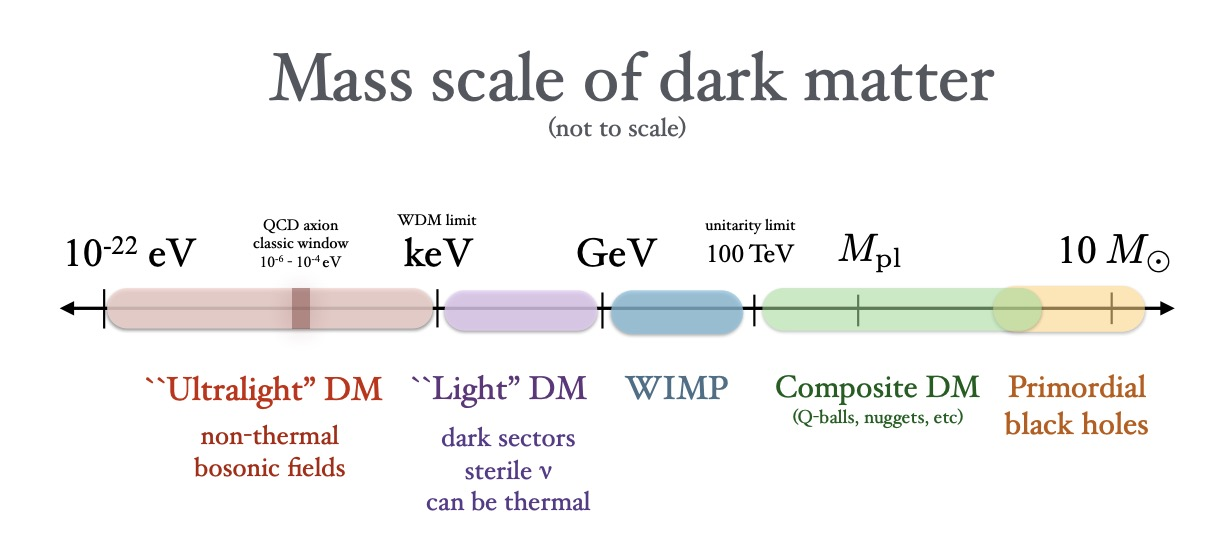 Mass scale of dark matter
(not to scale)
10⁻²² eV
QCD axion
classic window
10⁻⁶ - 10⁻⁴ eV
WDM limit
keV
GeV
unitarity limit
100 TeV
M_pl
10 M_☉
``Ultralight” DM
non-thermal
bosonic fields
``Light” DM
dark sectors
sterile ν
can be thermal
WIMP
Composite DM
(Q-balls, nuggets, etc)
Primordial
black holes